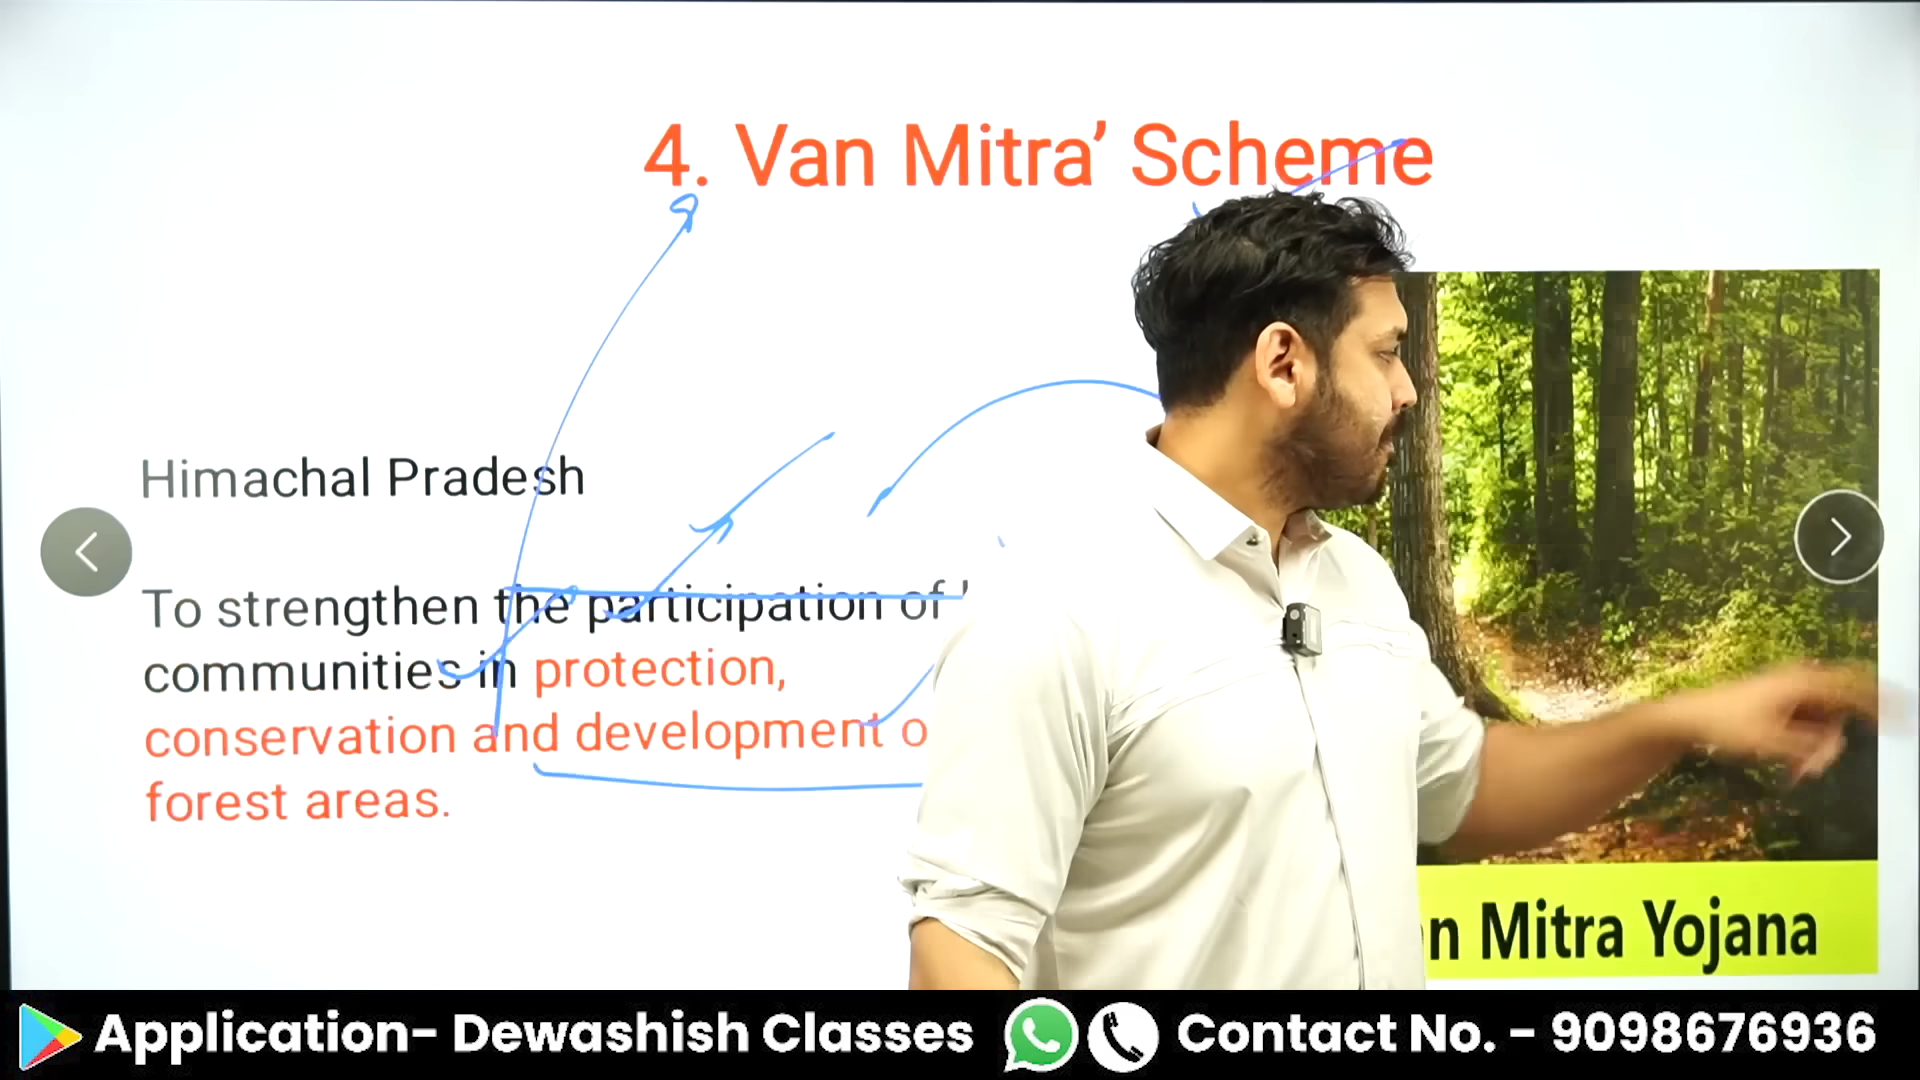 4. Van Mitra’ Scheme
Himachal Pradesh
To strengthen the participation of
communities in protection,
conservation and development
forest areas.
Mitra Yojana
Application- Dewashish Classes
Contact No. - 9098676936